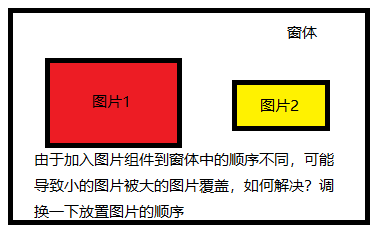 窗体
图片1
图片2
由于加入图片组件到窗体中的顺序不同，可能
导致小的图片被大的图片覆盖，如何解决？调
换一下放置图片的顺序